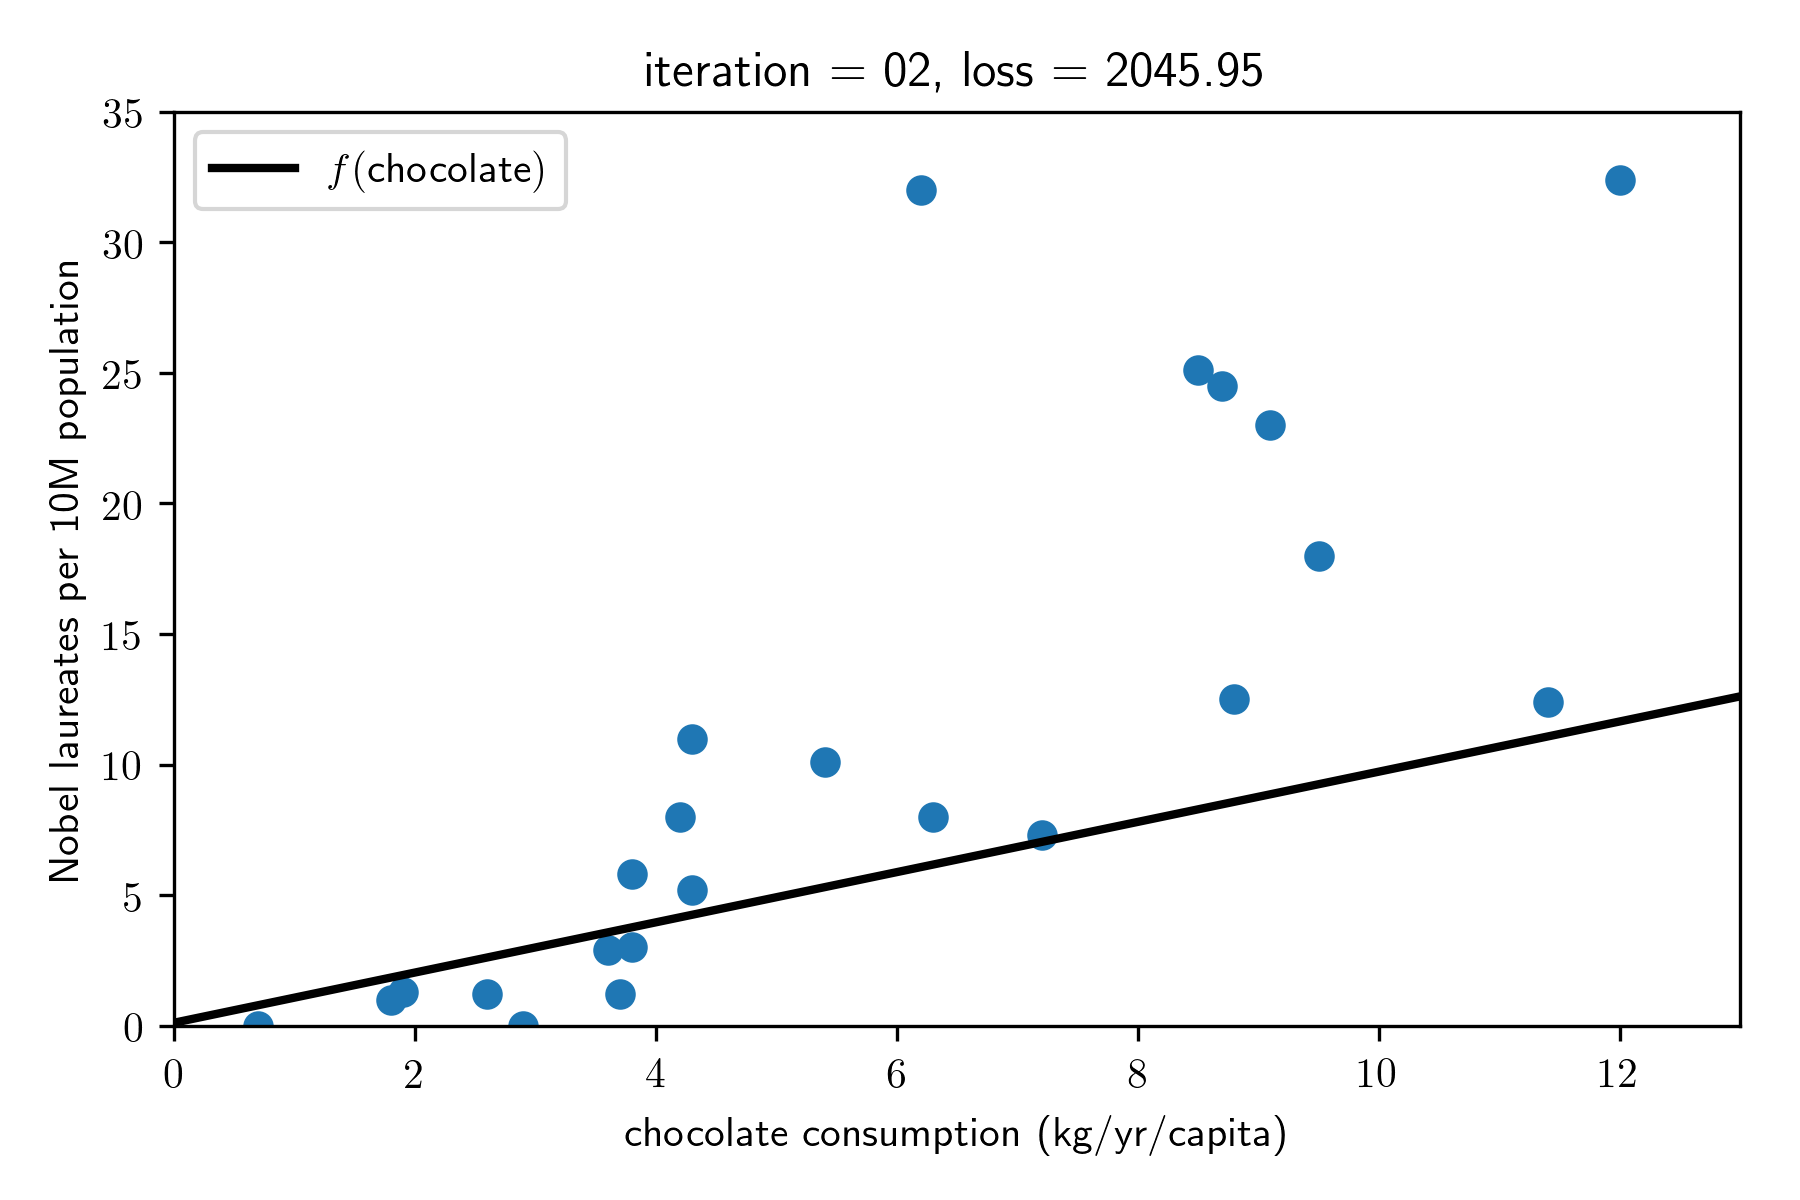 iteration = 02, loss = 2045.95
f(chocolate)
Nobel laureates per 10M population
35
30
25
20
15
10
5
0
0 2 4 6 8 10 12
chocolate consumption (kg/yr/capita)